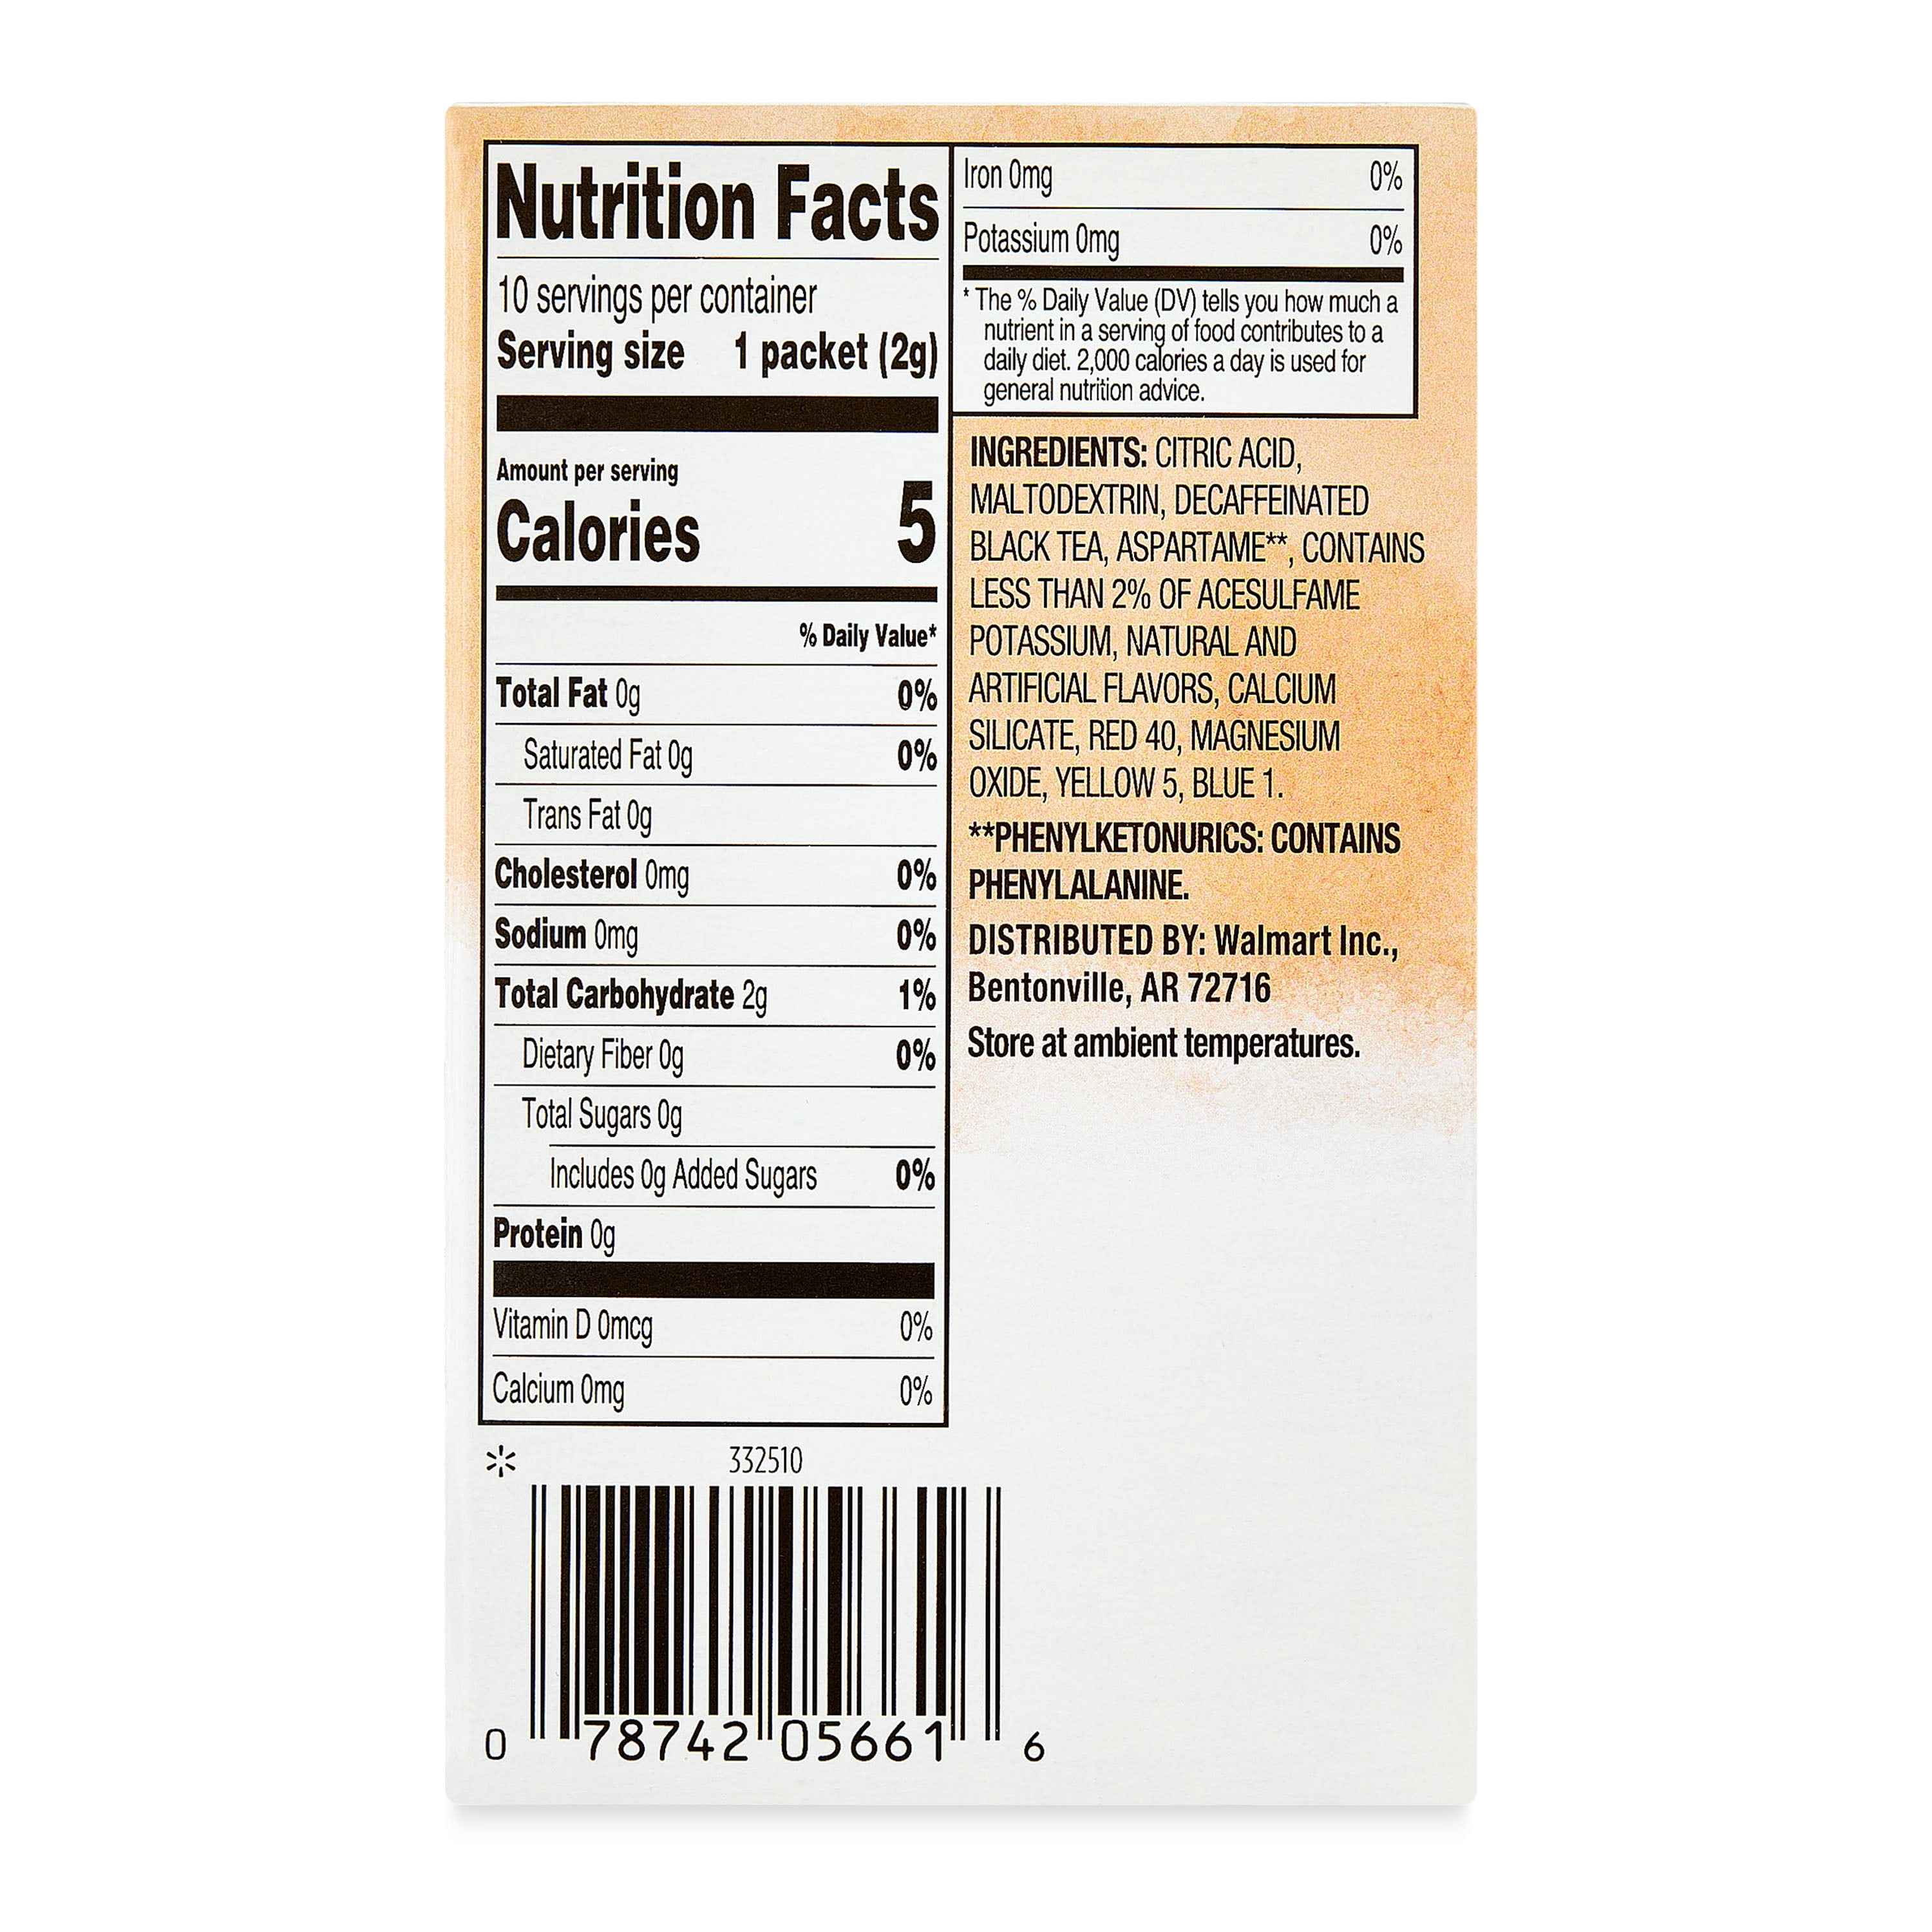 Nutrition Facts
10 servings per container
Serving size 1 packet (2g)
Amount per serving
Calories 5
% Daily Value*
Total Fat 0g 0%
Saturated Fat 0g 0%
Trans Fat 0g
Cholesterol 0mg 0%
Sodium 0mg 0%
Total Carbohydrate 2g 1%
Dietary Fiber 0g 0%
Total Sugars 0g
Includes 0g Added Sugars 0%
Protein 0g
Vitamin D 0mcg 0%
Calcium 0mg 0%
Iron 0mg 0%
Potassium 0mg 0%
* The % Daily Value (DV) tells you how much a
nutrient in a serving of food contributes to a
daily diet. 2,000 calories a day is used for
general nutrition advice.
INGREDIENTS: CITRIC ACID,
MALTODEXTRIN, DECAFFEINATED
BLACK TEA, ASPARTAME**, CONTAINS
LESS THAN 2% OF ACESULFAME
POTASSIUM, NATURAL AND
ARTIFICIAL FLAVORS, CALCIUM
SILICATE, RED 40, MAGNESIUM
OXIDE, YELLOW 5, BLUE 1.
**PHENYLKETONURICS: CONTAINS
PHENYLALANINE.
DISTRIBUTED BY: Walmart Inc.,
Bentonville, AR 72716
Store at ambient temperatures.
332510
0 78742 05661 6